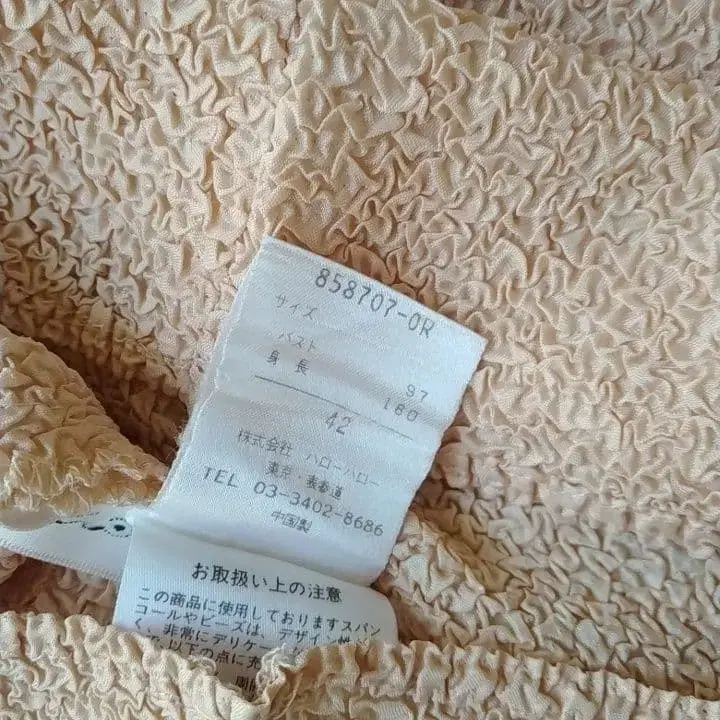 858707-0R
サイズ
バスト 97
身長 160
42
株式会社 ハローハロー
東京・表参道
TEL 03-3402-8686
中国製
お取扱い上の注意
この商品に使用しておりますスパン
コールやビーズは、デザイン性
く、非常にデリケー
以下の点に充